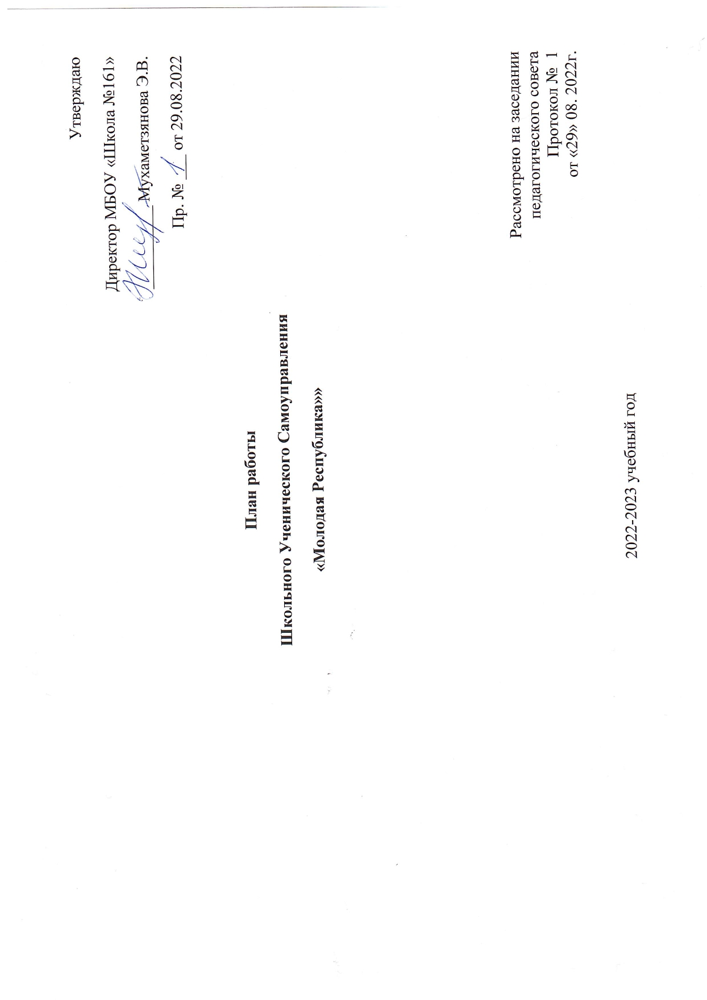 Утверждаю
Директор МБОУ «Школа №161»
Мухаметзянова Э.В.
Пр. № 1 от 29.08.2022
План работы
Школьного Ученического Самоуправления
«Молодая Республика»»
Рассмотрено на заседании
педагогического совета
Протокол № 1
от «29» 08. 2022г.
2022-2023 учебный год